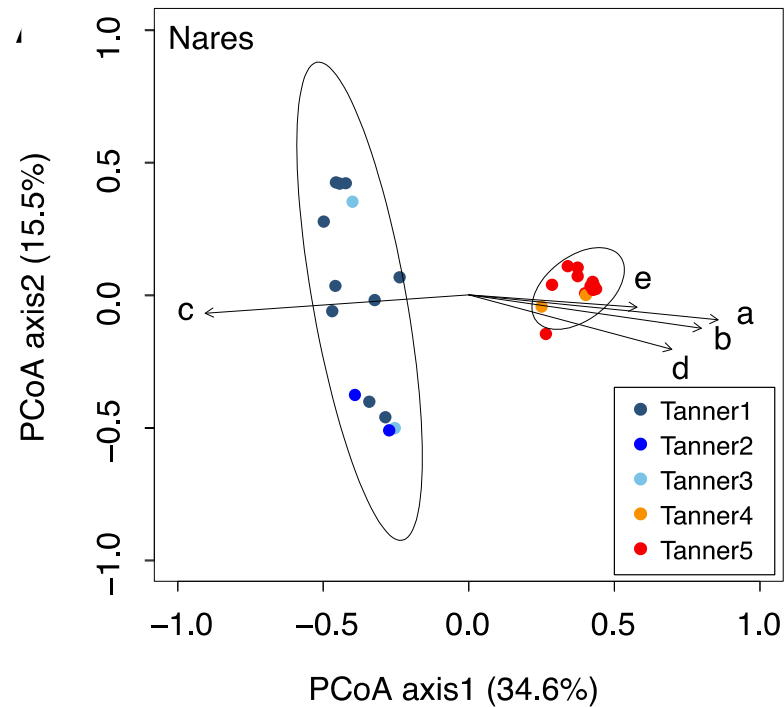 Nares
PCoA axis2 (15.5%)
1.0
0.5
0.0
−0.5
−1.0
c
e
a
b
d
Tanner1
Tanner2
Tanner3
Tanner4
Tanner5
−1.0 −0.5 0.0 0.5 1.0
PCoA axis1 (34.6%)